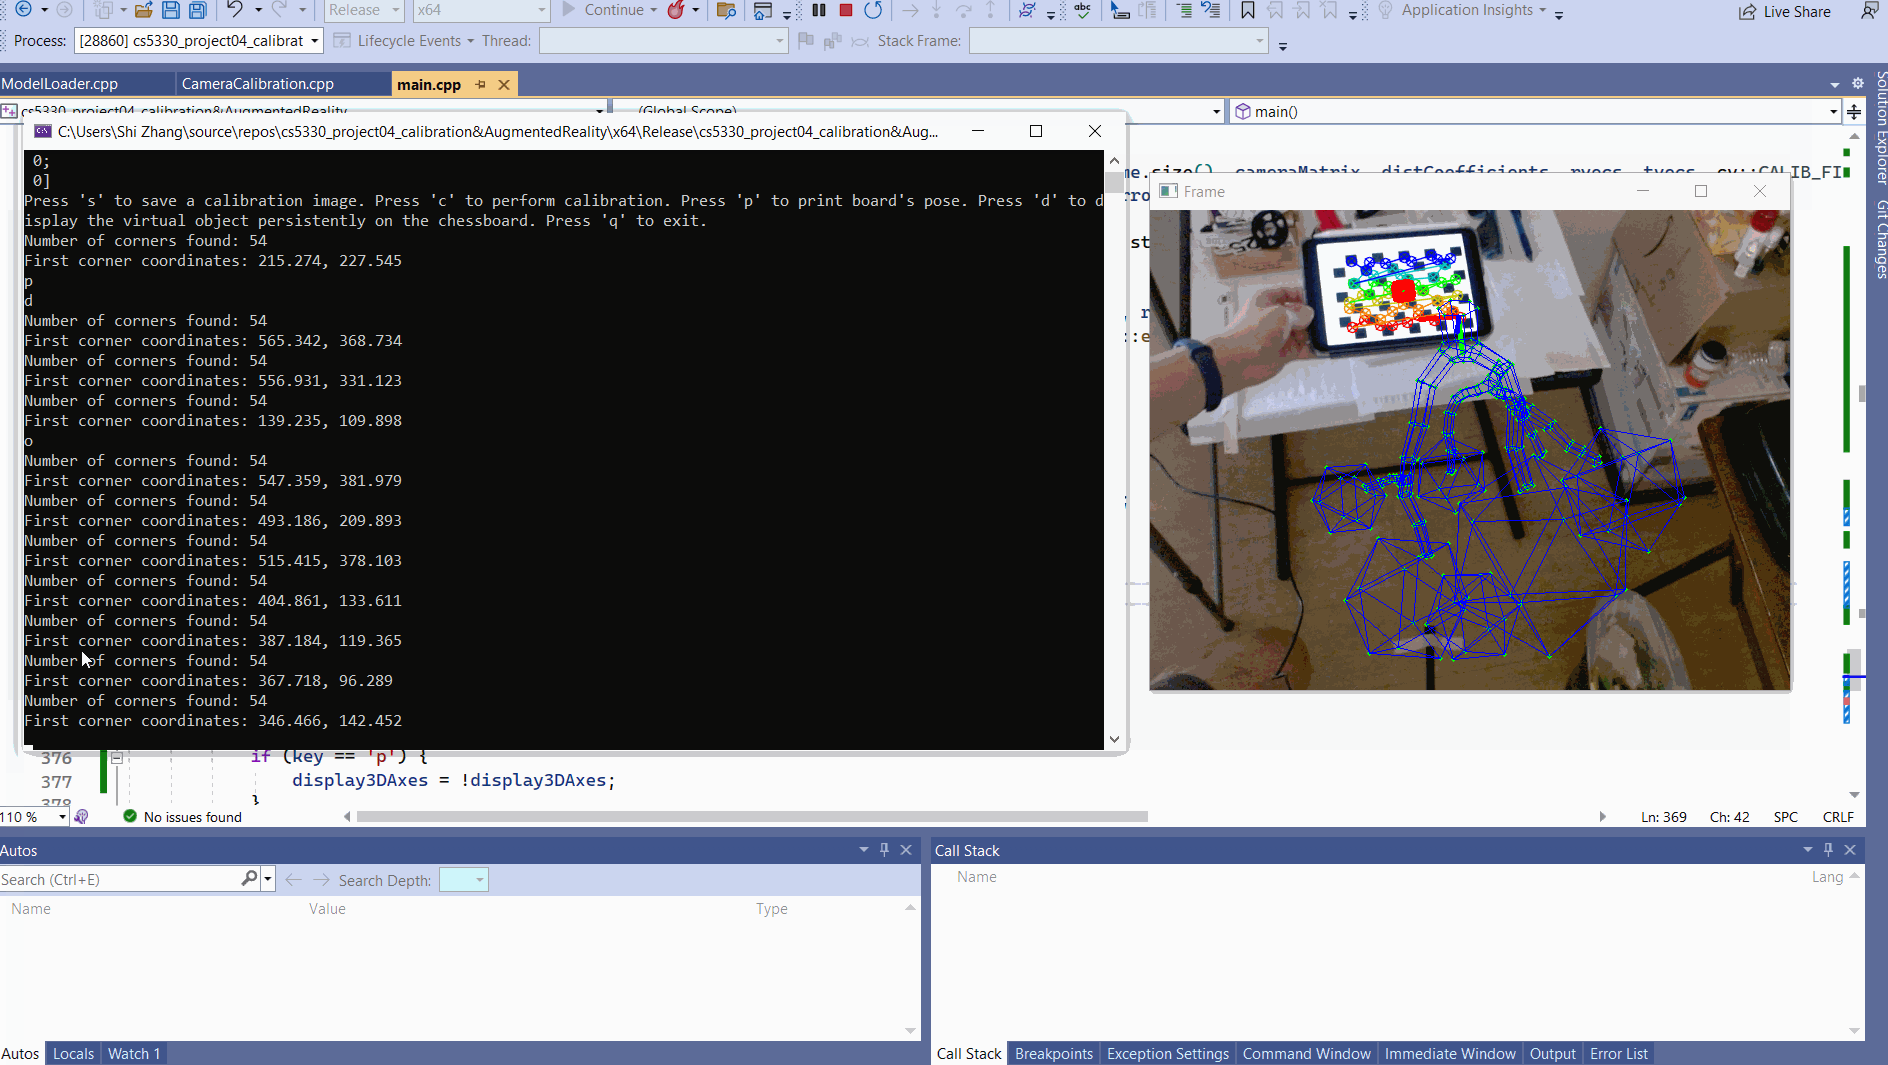 Release
x64
Continue
Application Insights
Live Share
Process:
[28860] cs5330_project04_calibrat
Lifecycle Events
Thread:
Stack Frame:
ModelLoader.cpp
CameraCalibration.cpp
main.cpp
cs5330_project04_calibration&AugmentedReality
(Global Scope)
main()
C:\Users\Shi Zhang\source\repos\cs5330_project04_calibration&AugmentedReality\x64\Release\cs5330_project04_calibration&Aug...
0;
0]
Press 's' to save a calibration image. Press 'c' to perform calibration. Press 'p' to print board's pose. Press 'd' to d
isplay the virtual object persistently on the chessboard. Press 'q' to exit.
Number of corners found: 54
First corner coordinates: 215.274, 227.545
p
d
Number of corners found: 54
First corner coordinates: 565.342, 368.734
Number of corners found: 54
First corner coordinates: 556.931, 331.123
Number of corners found: 54
First corner coordinates: 139.235, 109.898
o
Number of corners found: 54
First corner coordinates: 547.359, 381.979
Number of corners found: 54
First corner coordinates: 493.186, 209.893
Number of corners found: 54
First corner coordinates: 515.415, 378.103
Number of corners found: 54
First corner coordinates: 404.861, 133.611
Number of corners found: 54
First corner coordinates: 387.184, 119.365
Number of corners found: 54
First corner coordinates: 367.718, 96.289
Number of corners found: 54
First corner coordinates: 346.466, 142.452
Frame
Solution Explorer
Git Changes
376
if (key == 'p') {
377
display3DAxes = !display3DAxes;
378
}
110 %
No issues found
Ln: 369
Ch: 42
SPC
CRLF
Autos
Search (Ctrl+E)
Search Depth:
Name
Value
Type
Autos
Locals
Watch 1
Call Stack
Name
Lang
Call Stack
Breakpoints
Exception Settings
Command Window
Immediate Window
Output
Error List